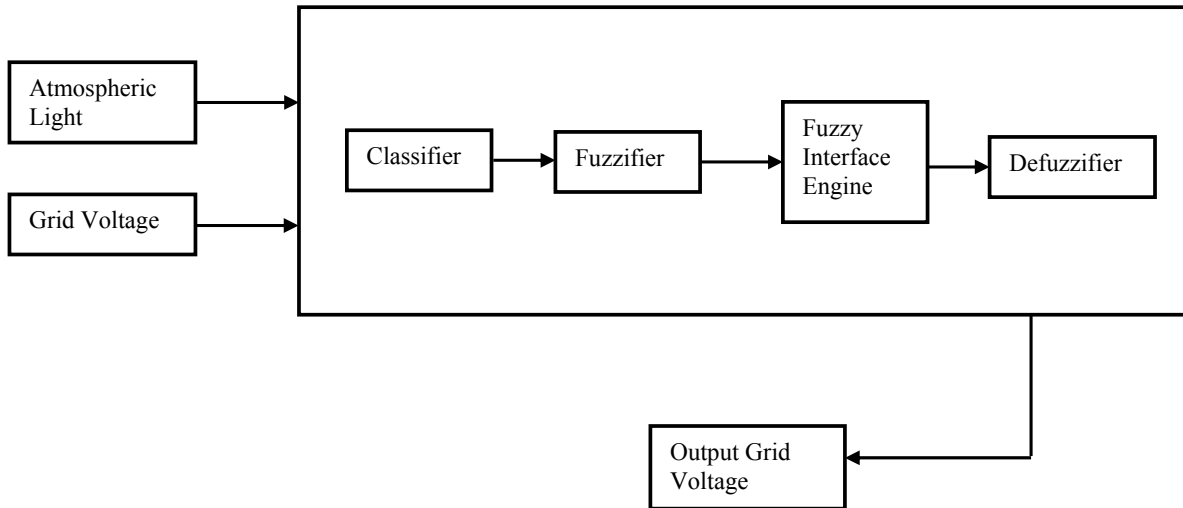 Atmospheric
Light
Grid Voltage
Classifier
Fuzzifier
Fuzzy
Interface
Engine
Defuzzifier
Output Grid
Voltage